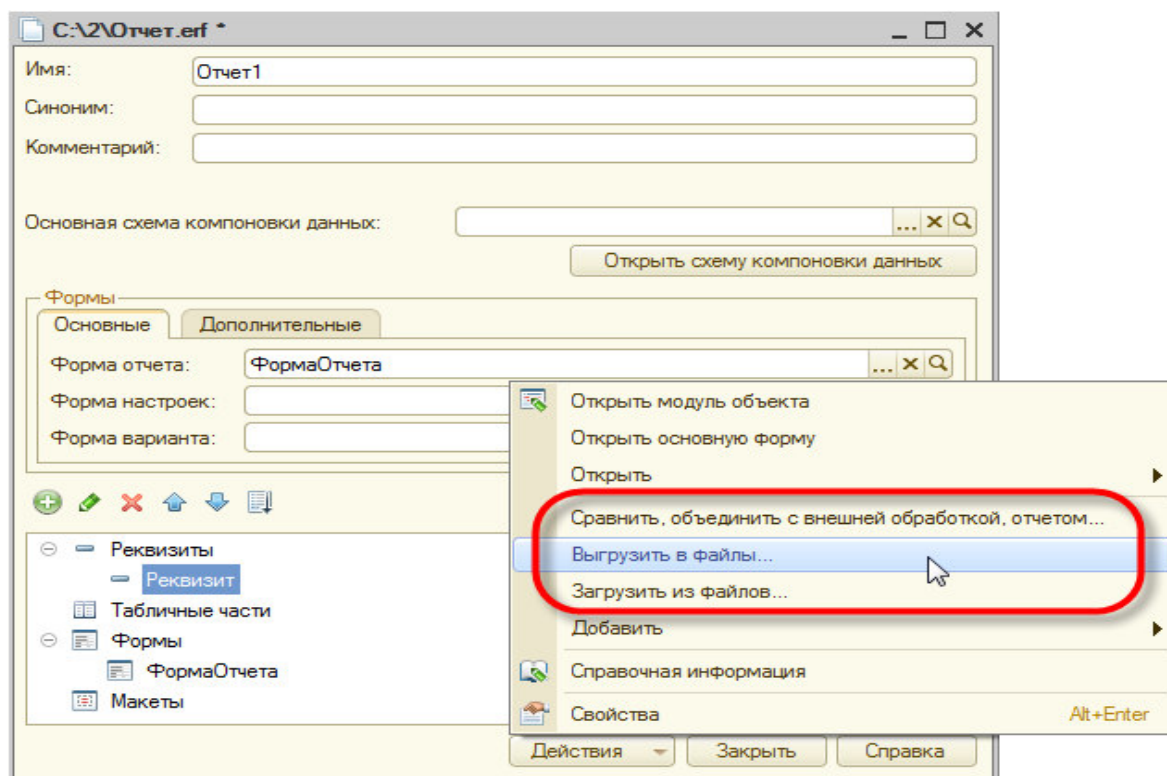 C:\2\Отчет.erf *
Имя: Отчет1
Синоним:
Комментарий:
Основная схема компоновки данных: ...
Открыть схему компоновки данных
Формы
Основные Дополнительные
Форма отчета: ФормаОтчета ...
Форма настроек:
Форма варианта:
Открыть модуль объекта
Открыть основную форму
Открыть
Сравнить, объединить с внешней обработкой, отчетом...
Выгрузить в файлы...
Загрузить из файлов...
Добавить
Справочная информация
Свойства Alt+Enter
Реквизиты
Реквизит
Табличные части
Формы
ФормаОтчета
Макеты
Действия Закрыть Справка